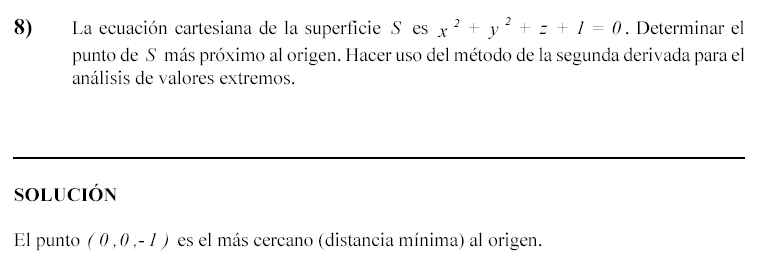 8) La ecuación cartesiana de la superficie S es x² + y² + z + 1 = 0. Determinar el
punto de S más próximo al origen. Hacer uso del método de la segunda derivada para el
análisis de valores extremos.
SOLUCIÓN
El punto (0,0,-1) es el más cercano (distancia mínima) al origen.